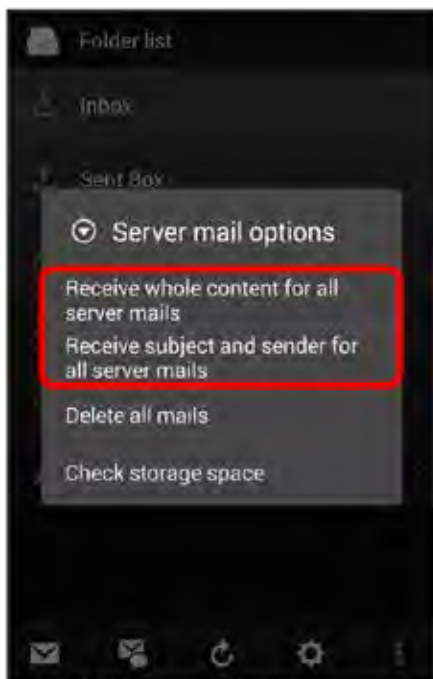 Folder list
Inbox
Sent Box
Server mail options
Receive whole content for all
server mails
Receive subject and sender for
all server mails
Delete all mails
Check storage space